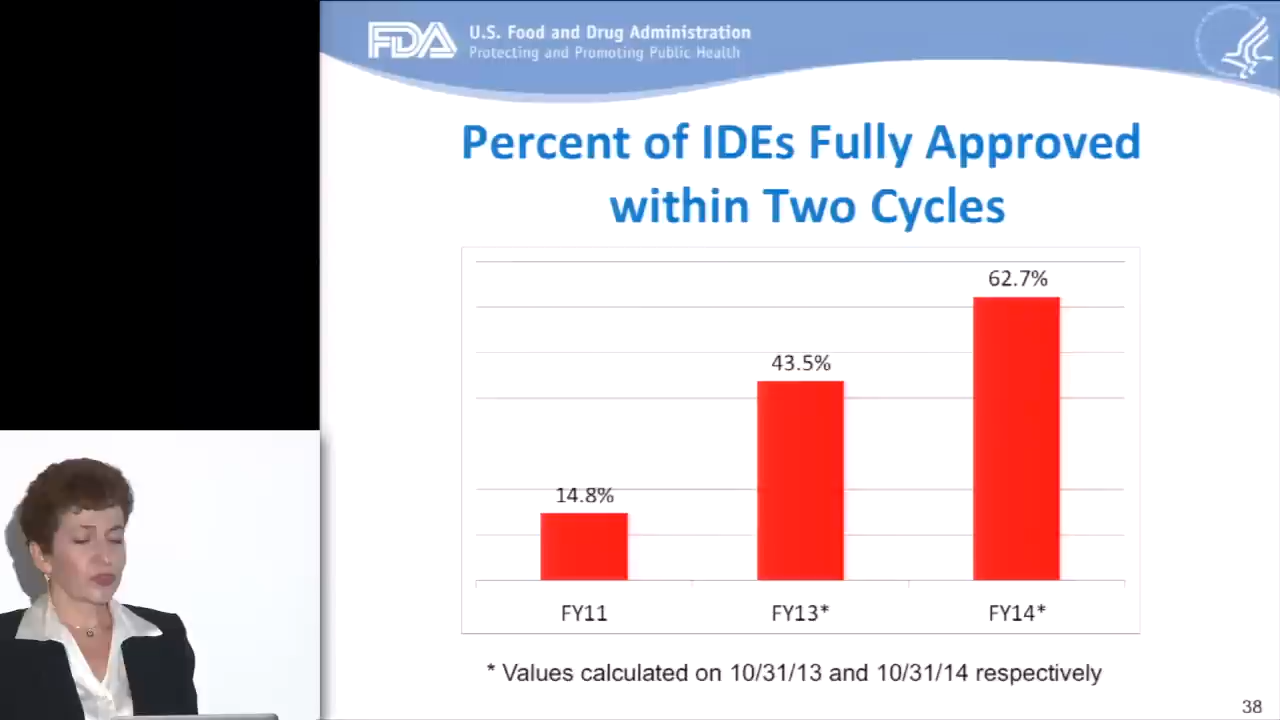 FDA
U.S. Food and Drug Administration
Protecting and Promoting Public Health
Percent of IDEs Fully Approved
within Two Cycles
62.7%
43.5%
14.8%
FY11 FY13* FY14*
* Values calculated on 10/31/13 and 10/31/14 respectively
38